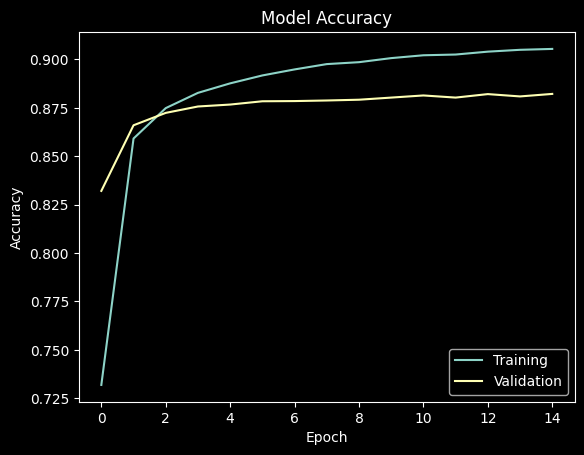 Model Accuracy
0.900
0.875
0.850
0.825
0.800
0.775
0.750
0.725
Accuracy
0 2 4 6 8 10 12 14
Epoch
Training
Validation